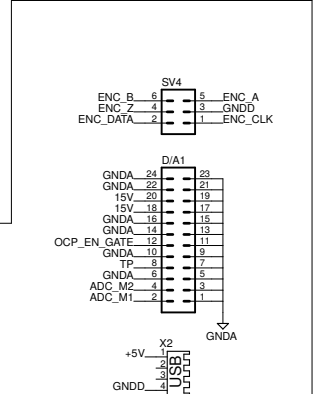 SV4
ENC_B 6 5 ENC_A
ENC_Z 4 3 GNDD
ENC_DATA 2 1 ENC_CLK
D/A1
GNDA 24 23
GNDA 22 21
15V 20 19
15V 18 17
GNDA 16 15
GNDA 14 13
OCP_EN_GATE 12 11
GNDA 10 9
TP 8 7
GNDA 6 5
ADC_M2 4 3
ADC_M1 2 1
GNDA
X2
+5V 1
2
3
GNDD 4
USB